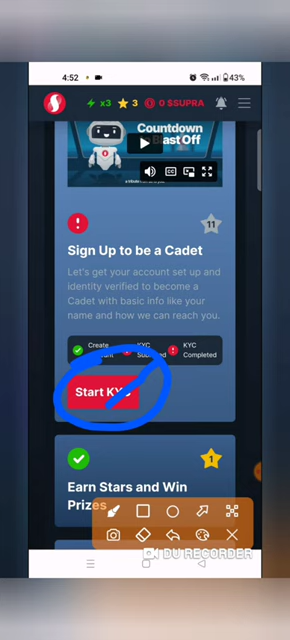 4:52
43%
x3
3
0 $SUPRA
Countdown
Blast Off
CC
11
Sign Up to be a Cadet
Let's get your account set up and
identity verified to become a
Cadet with basic info like your
name and how we can reach you.
Create
KYC
KYC
Completed
Start KYC
1
Earn Stars and Win
Prizes
DU RECORDER